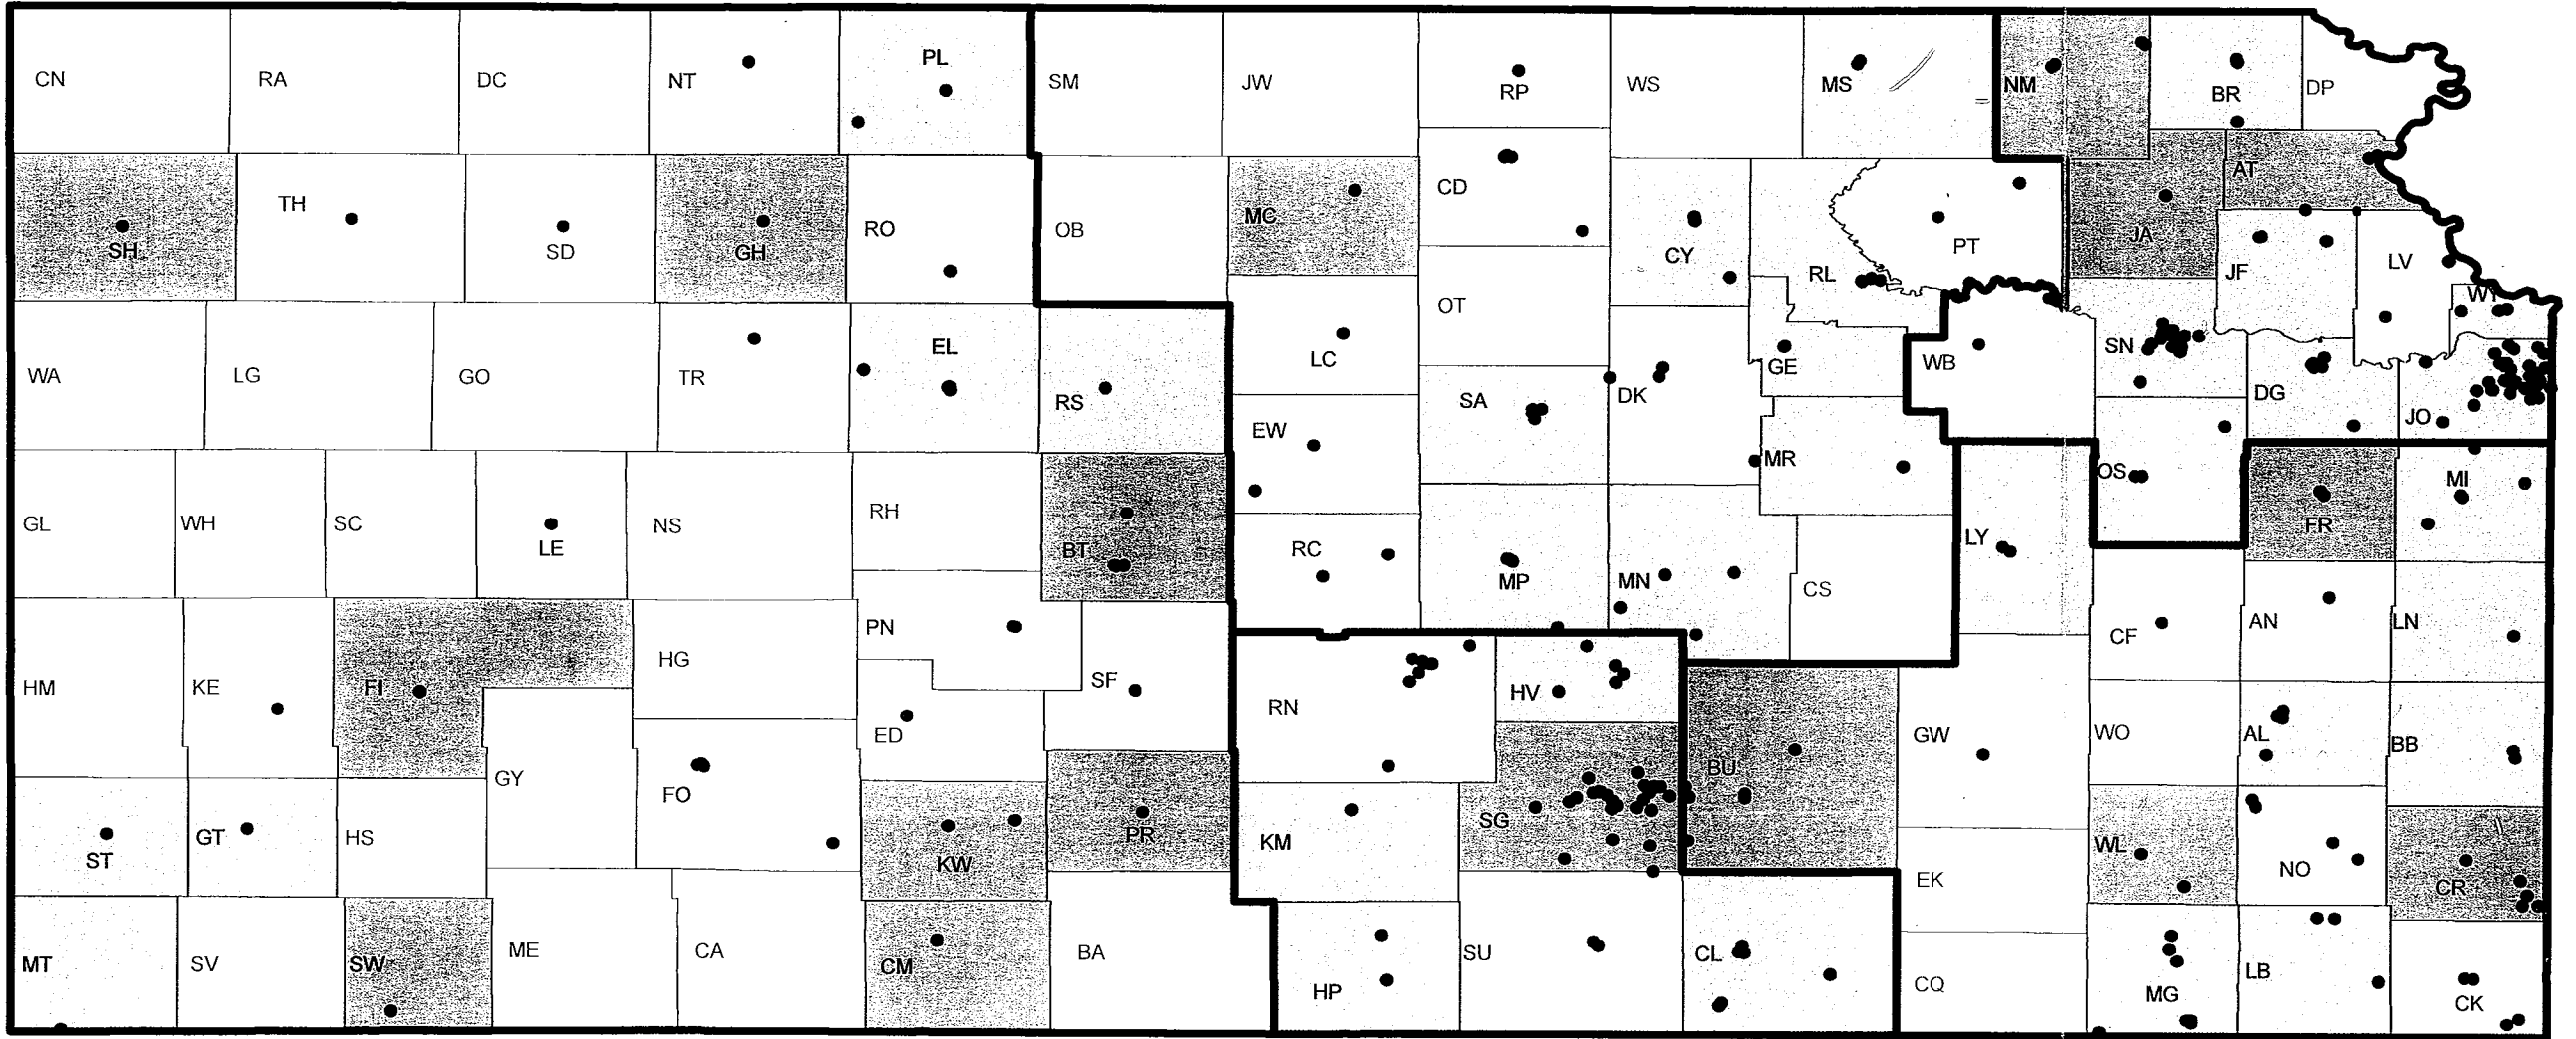 CN RA DC NT PL SM JW RP WS MS NM BR DP
SH TH SD GH RO OB MC CD CY RL PT JA AT
JF LV WY
WA LG GO TR EL RS LC OT SA DK GE WB SN DG JO
EW MR
GL WH SC LE NS RH BT RC MP MN CS LY OS FR MI
HM KE FI HG PN SF CF AN LN
ED RN HV BU GW WO AL BB
GY FO
ST GT HS KW PR KM SG EK WL NO CR
MT SV SW ME CA CM BA HP SU CL CQ MG LB CK